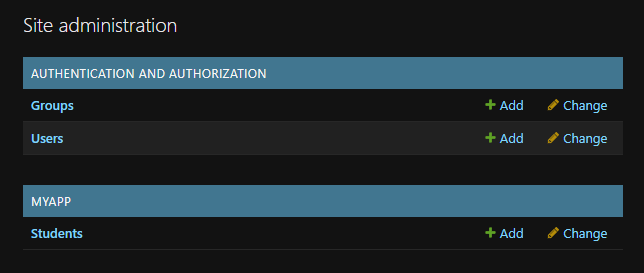 Site administration
AUTHENTICATION AND AUTHORIZATION
Groups Add Change
Users Add Change
MYAPP
Students Add Change